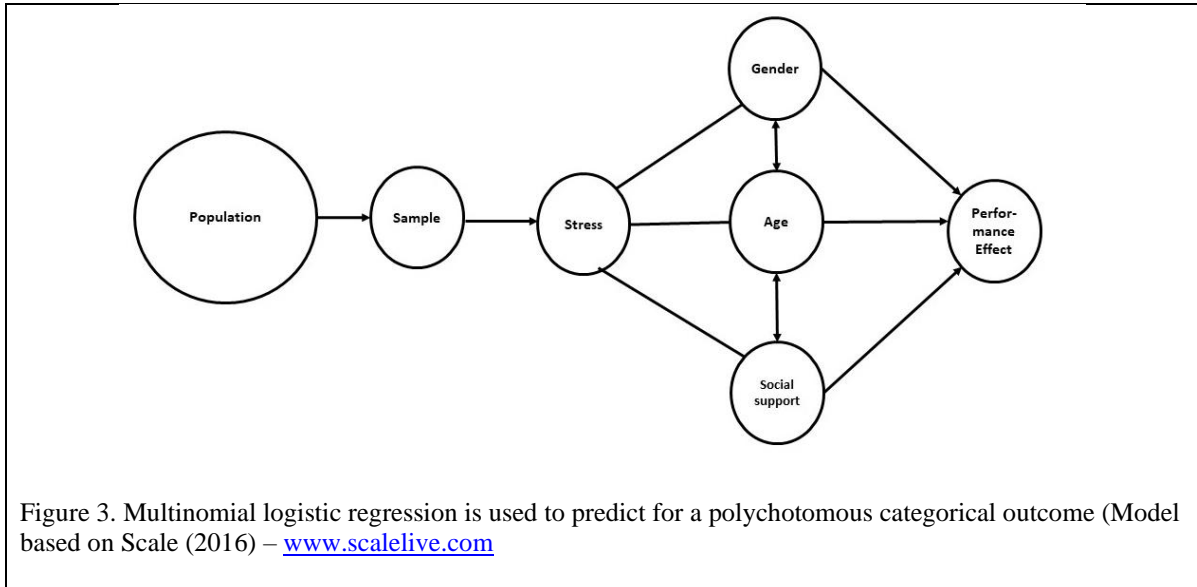 Gender
Population
Sample
Stress
Age
Perfor-
mance
Effect
Social
support
Figure 3. Multinomial logistic regression is used to predict for a polychotomous categorical outcome (Model
based on Scale (2016) – www.scalelive.com